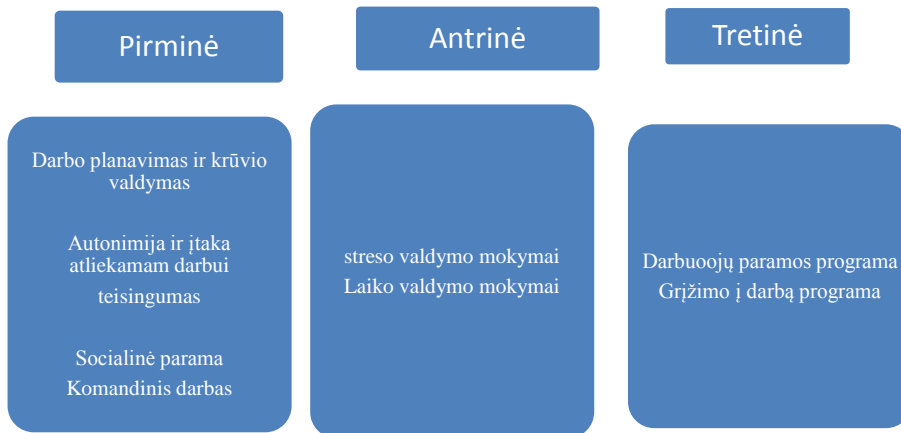 Pirminė
Antrinė
Tretinė
Darbo planavimas ir krūvio
valdymas
Autonimija ir įtaka
atliekamam darbui
teisingumas
Socialinė parama
Komandinis darbas
streso valdymo mokymai
Laiko valdymo mokymai
Darbuoojų paramos programa
Grįžimo į darbą programa